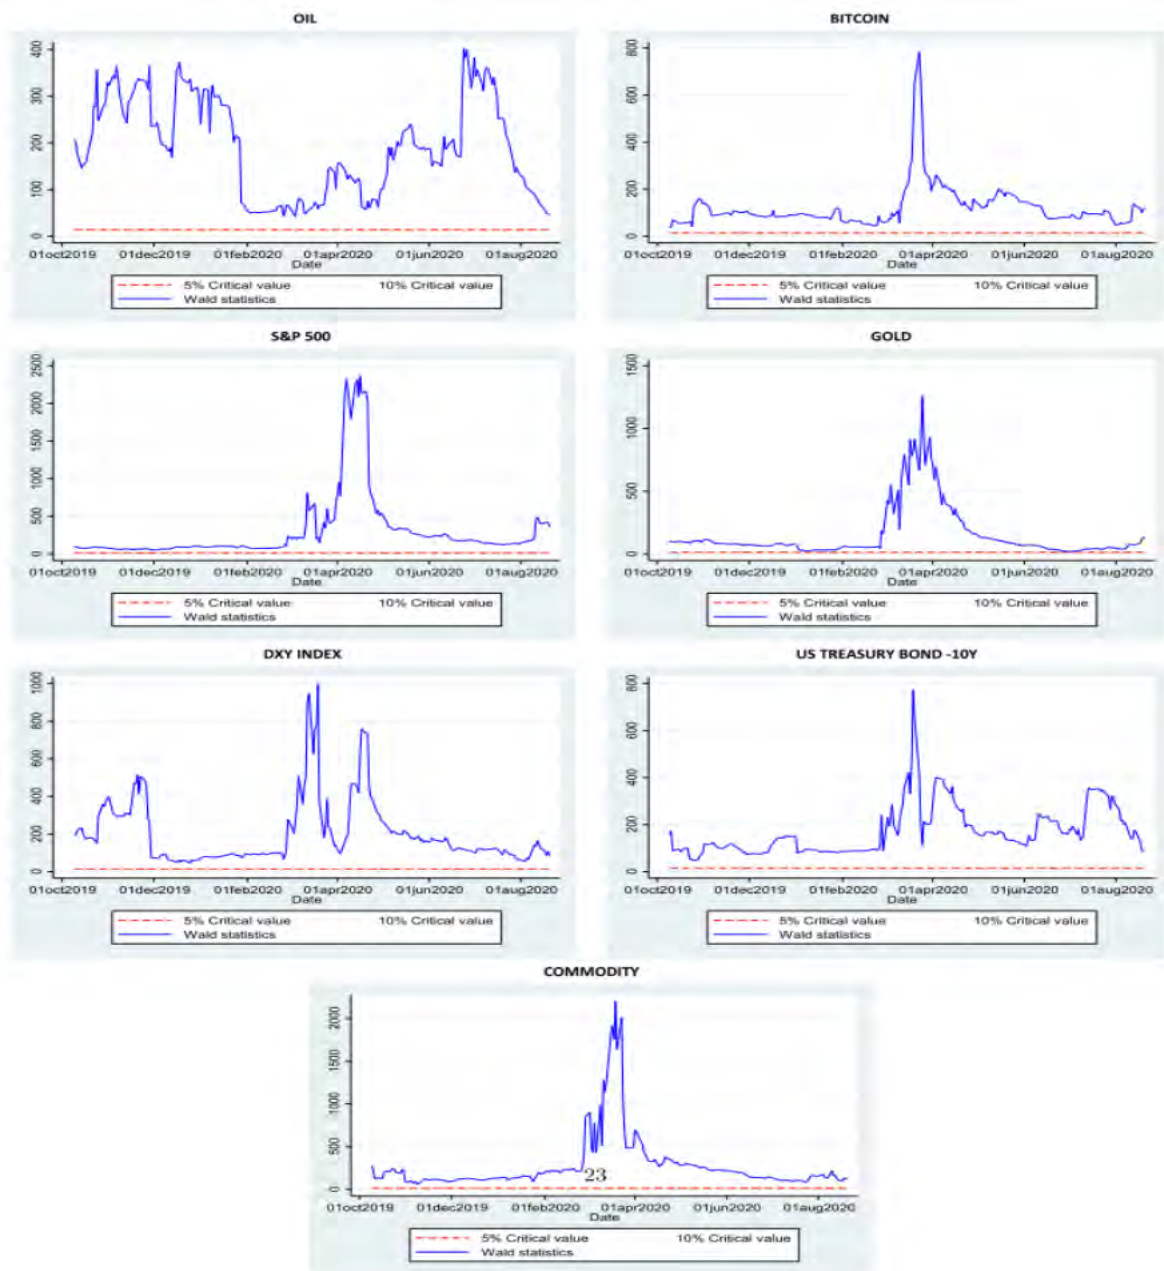 OIL
BITCOIN
400
300
200
100
0
01oct2019 01dec2019 01feb2020 01apr2020 01jun2020 01aug2020
Date
5% Critical value 10% Critical value
Wald statistics
800
600
400
200
0
01oct2019 01dec2019 01feb2020 01apr2020 01jun2020 01aug2020
Date
5% Critical value 10% Critical value
Wald statistics
S&P 500
GOLD
2500
2000
1500
1000
500
0
01oct2019 01dec2019 01feb2020 01apr2020 01jun2020 01aug2020
Date
5% Critical value 10% Critical value
Wald statistics
1500
1000
500
0
01oct2019 01dec2019 01feb2020 01apr2020 01jun2020 01aug2020
Date
5% Critical value 10% Critical value
Wald statistics
DXY INDEX
US TREASURY BOND -10Y
1000
800
600
400
200
0
01oct2019 01dec2019 01feb2020 01apr2020 01jun2020 01aug2020
Date
5% Critical value 10% Critical value
Wald statistics
800
600
400
200
0
01oct2019 01dec2019 01feb2020 01apr2020 01jun2020 01aug2020
Date
5% Critical value 10% Critical value
Wald statistics
COMMODITY
2000
1500
1000
500
0
23
01oct2019 01dec2019 01feb2020 01apr2020 01jun2020 01aug2020
Date
5% Critical value 10% Critical value
Wald statistics